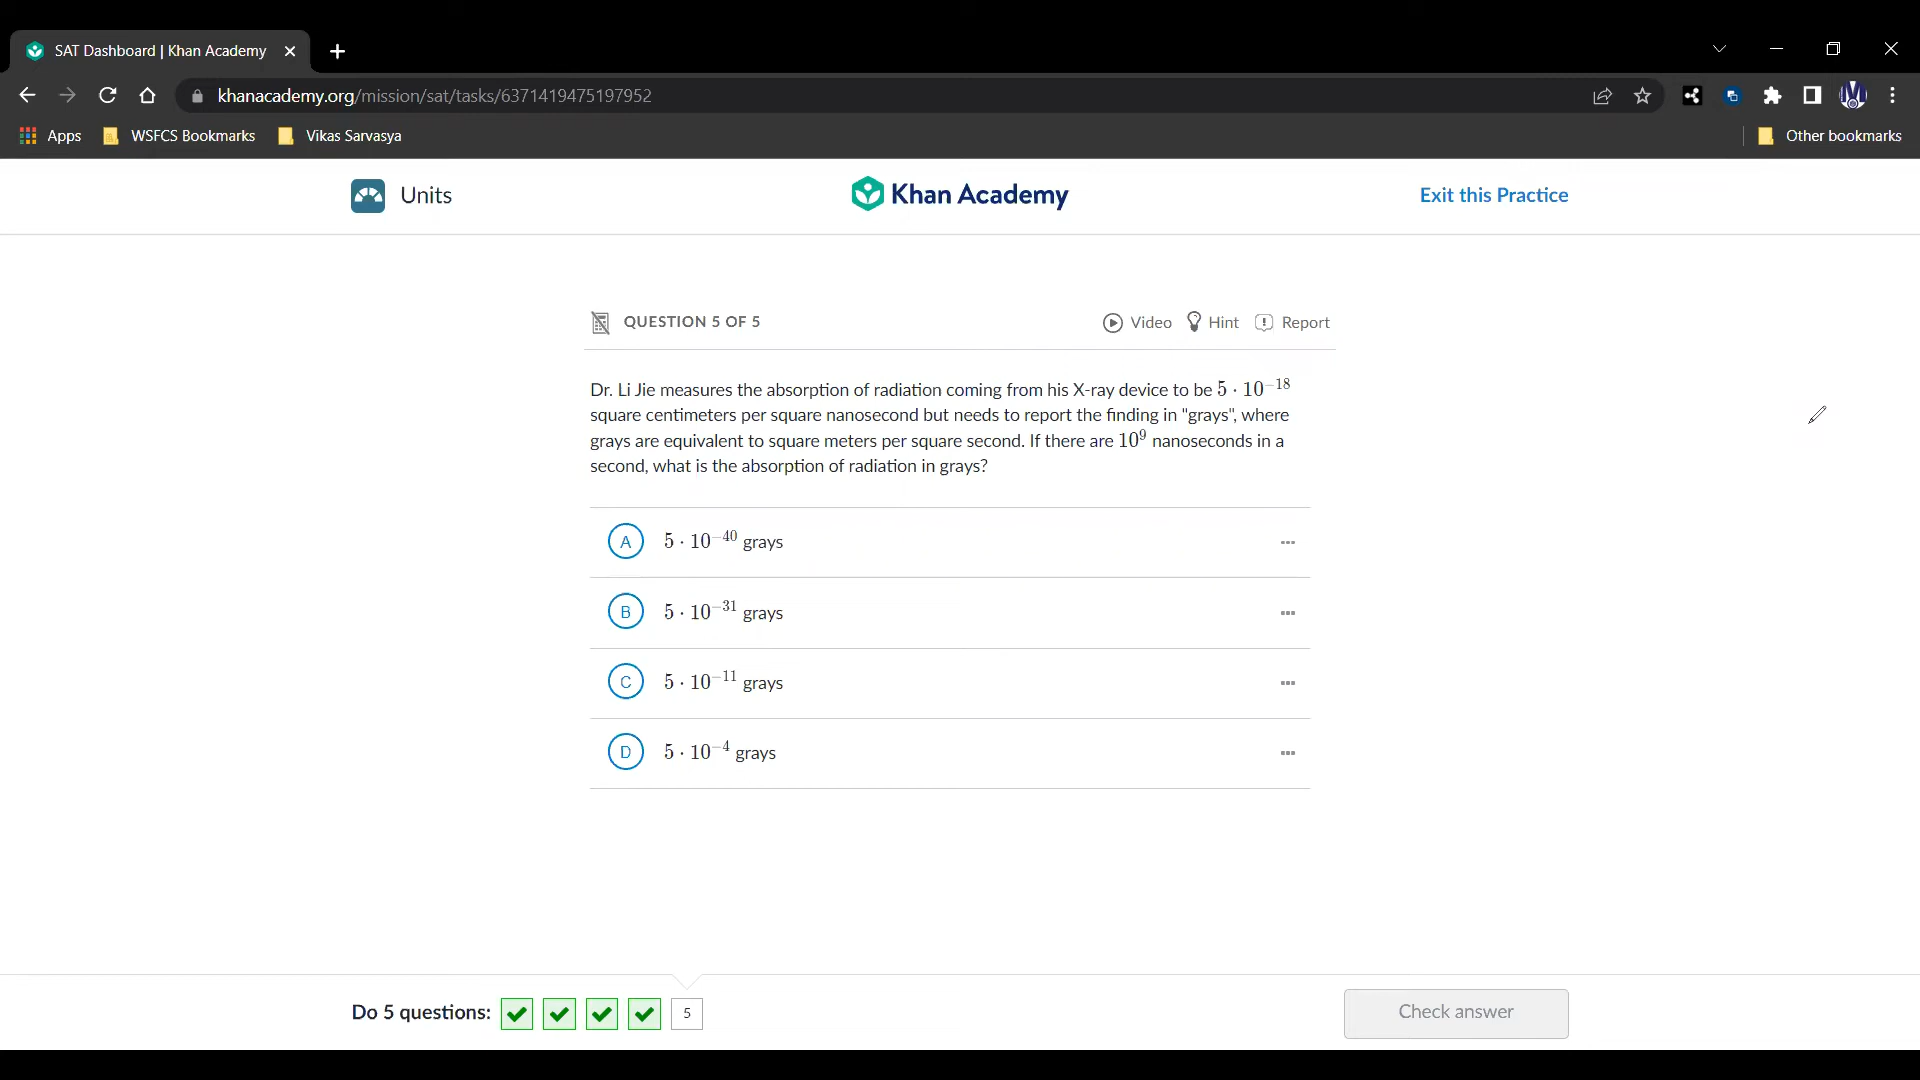 SAT Dashboard | Khan Academy
khanacademy.org/mission/sat/tasks/6371419475197952
Apps WSFCS Bookmarks Vikas Sarvasya Other bookmarks
Units Khan Academy Exit this Practice
QUESTION 5 OF 5 Video Hint Report
Dr. Li Jie measures the absorption of radiation coming from his X-ray device to be 5 · 10⁻¹⁸
square centimeters per square nanosecond but needs to report the finding in "grays", where
grays are equivalent to square meters per square second. If there are 10⁹ nanoseconds in a
second, what is the absorption of radiation in grays?
A 5 · 10⁻⁴⁰ grays
B 5 · 10⁻³¹ grays
C 5 · 10⁻¹¹ grays
D 5 · 10⁻⁴ grays
Do 5 questions: 5 Check answer